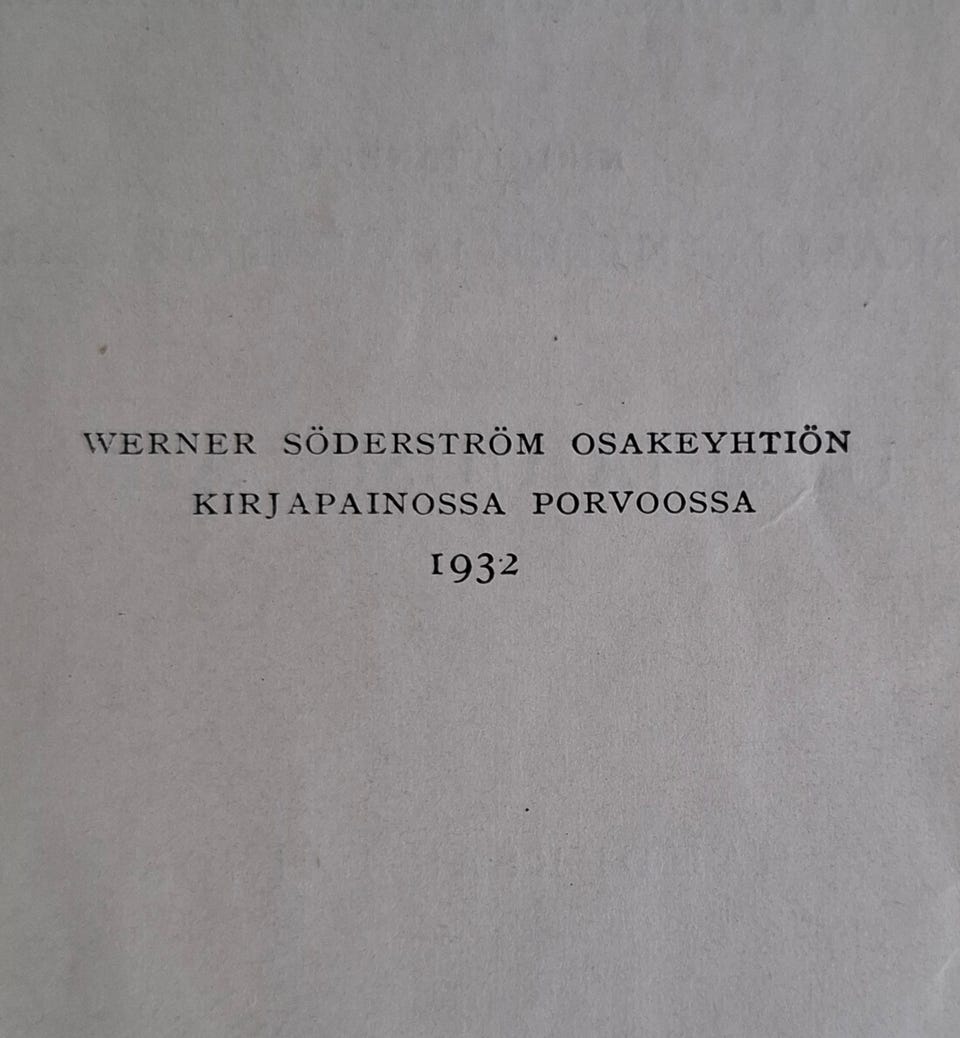 WERNER SÖDERSTRÖM OSAKEYHTIÖN
KIRJAPAINOSSA PORVOOSSA
1932